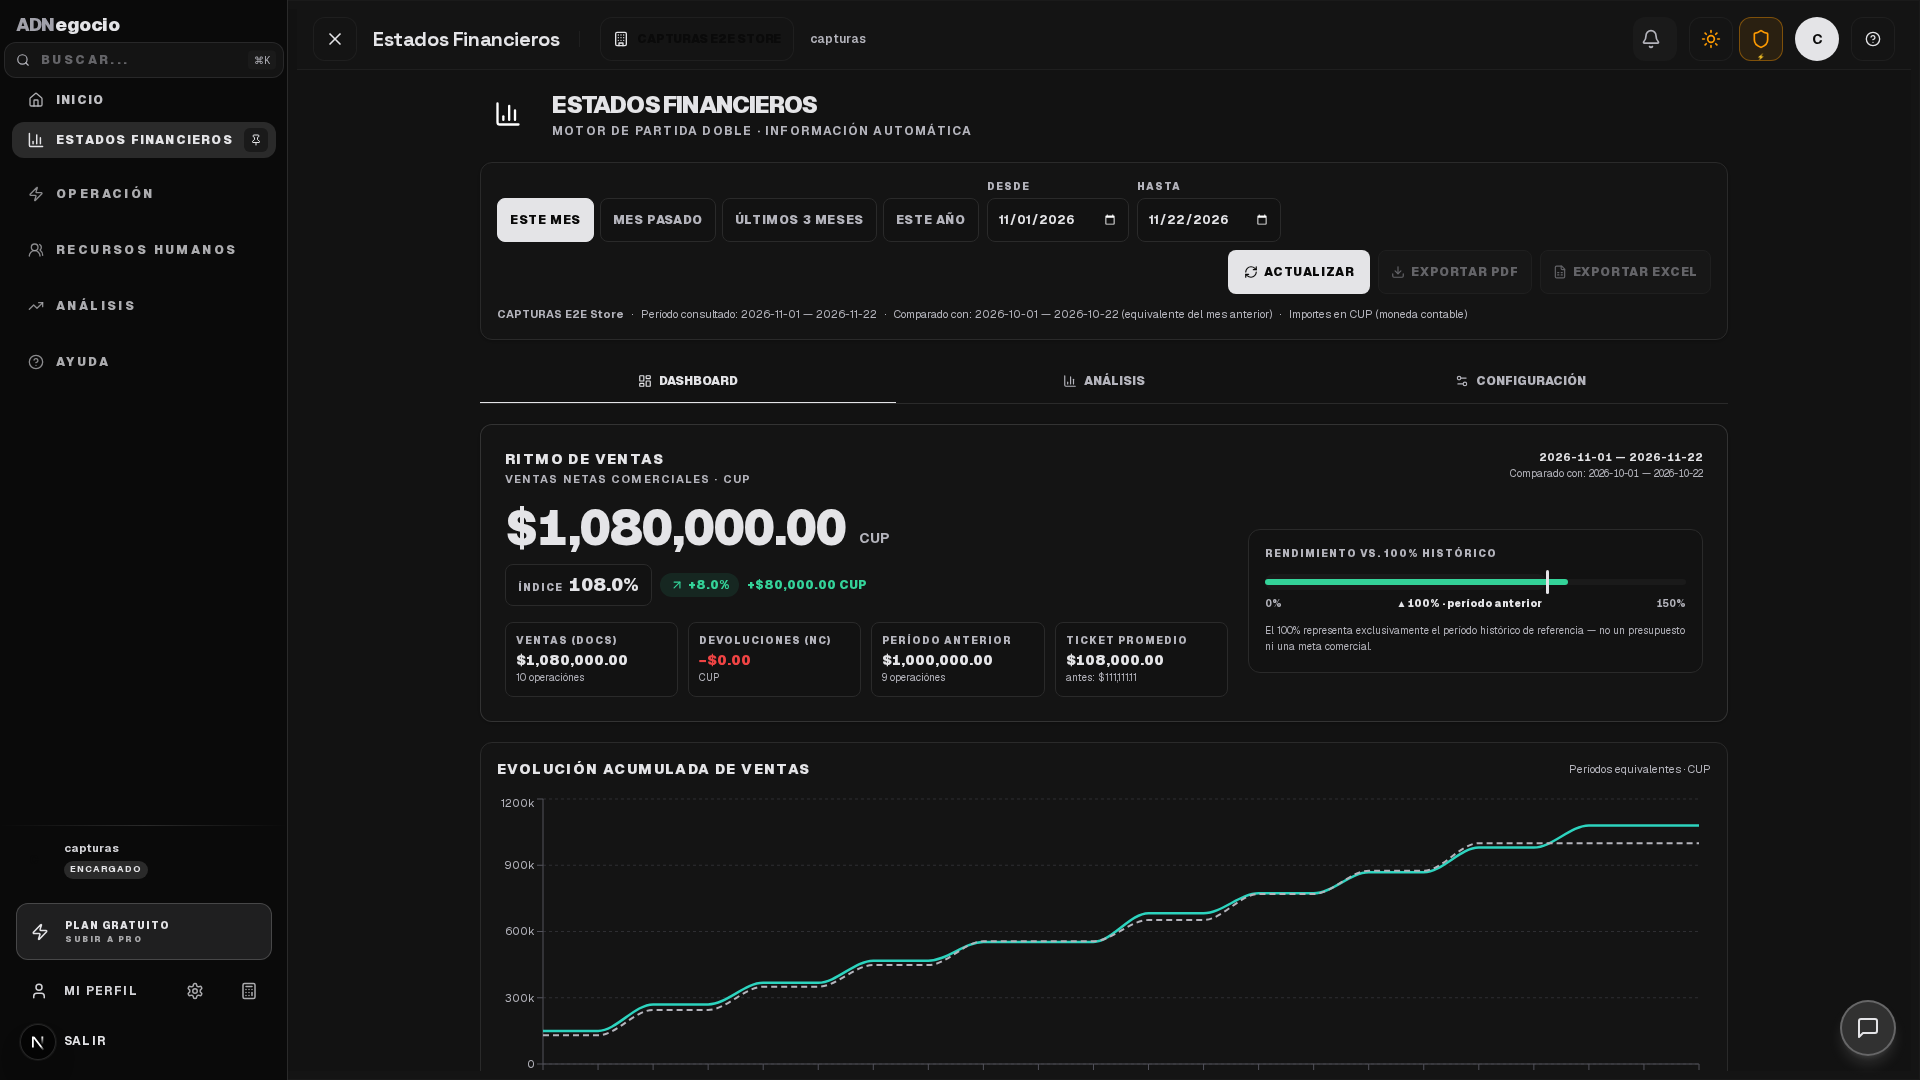 ADNegocio
BUSCAR...
⌘K
INICIO
ESTADOS FINANCIEROS
OPERACIÓN
RECURSOS HUMANOS
ANÁLISIS
AYUDA
capturas
ENCARGADO
PLAN GRATUITO
SUBIR A PRO
MI PERFIL
N
SALIR
Estados Financieros
CAPTURAS E2E STORE
capturas
C
ESTADOS FINANCIEROS
MOTOR DE PARTIDA DOBLE · INFORMACIÓN AUTOMÁTICA
DESDE
HASTA
ESTE MES
MES PASADO
ÚLTIMOS 3 MESES
ESTE AÑO
11/01/2026
11/22/2026
ACTUALIZAR
EXPORTAR PDF
EXPORTAR EXCEL
CAPTURAS E2E Store · Período consultado: 2026-11-01 — 2026-11-22 · Comparado con: 2026-10-01 — 2026-10-22 (equivalente del mes anterior) · Importes en CUP (moneda contable)
DASHBOARD
ANÁLISIS
CONFIGURACIÓN
RITMO DE VENTAS
VENTAS NETAS COMERCIALES · CUP
2026-11-01 — 2026-11-22
Comparado con: 2026-10-01 — 2026-10-22
$1,080,000.00 CUP
ÍNDICE 108.0%
+8.0%
+$80,000.00 CUP
VENTAS (DOCS)
$1,080,000.00
10 operaciónes
DEVOLUCIONES (NC)
−$0.00
CUP
PERÍODO ANTERIOR
$1,000,000.00
9 operaciónes
TICKET PROMEDIO
$108,000.00
antes: $111,111.11
RENDIMIENTO VS. 100% HISTÓRICO
0%
▲ 100% · período anterior
150%
El 100% representa exclusivamente el período histórico de referencia — no un presupuesto
ni una meta comercial.
EVOLUCIÓN ACUMULADA DE VENTAS
Períodos equivalentes · CUP
1200k
900k
600k
300k
0